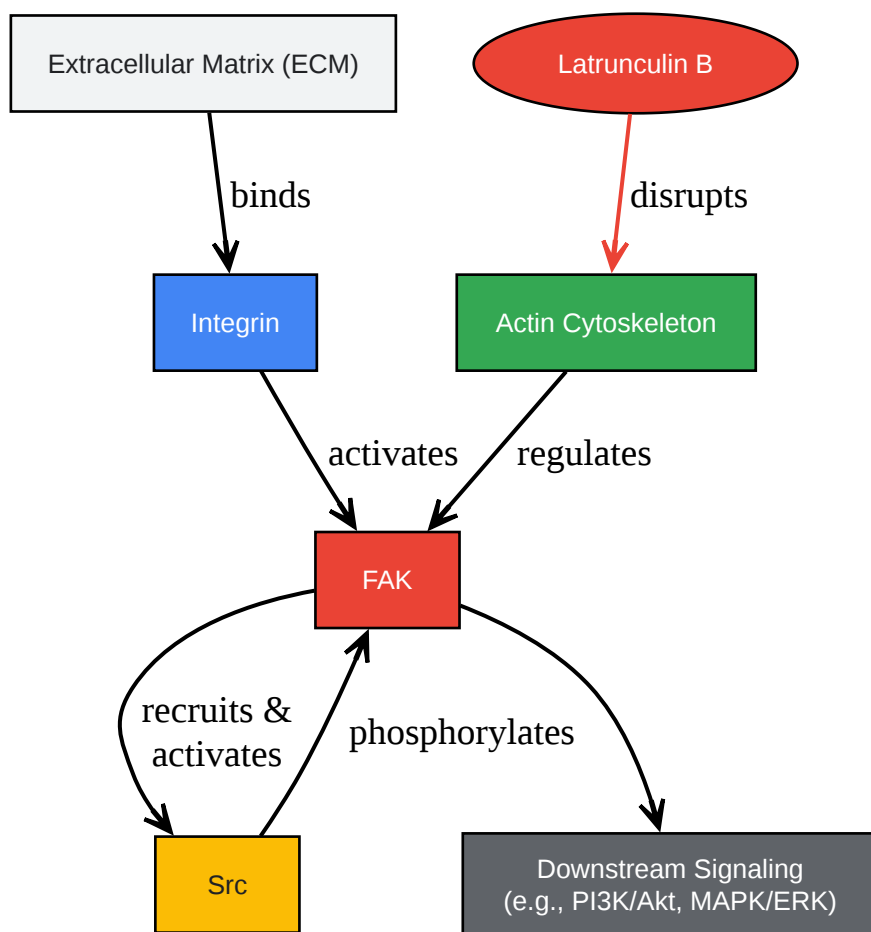 Extracellular Matrix (ECM)
Latrunculin B
binds
disrupts
Integrin
Actin Cytoskeleton
activates
regulates
FAK
recruits &
activates
phosphorylates
Src
Downstream Signaling
(e.g., PI3K/Akt, MAPK/ERK)